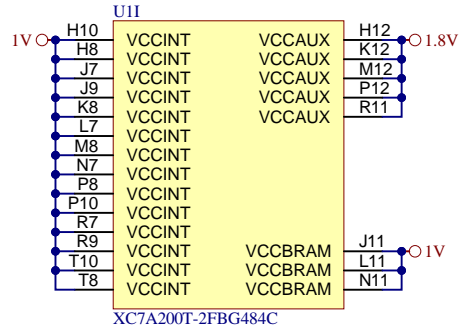 U1I
1V H10 VCCINT VCCAUX H12 1.8V
H8 VCCINT VCCAUX K12
J7 VCCINT VCCAUX M12
J9 VCCINT VCCAUX P12
K8 VCCINT VCCAUX R11
L7 VCCINT
M8 VCCINT
N7 VCCINT
P8 VCCINT
P10 VCCINT
R7 VCCINT
R9 VCCINT VCCBRAM J11 1V
T10 VCCINT VCCBRAM L11
T8 VCCINT VCCBRAM N11
XC7A200T-2FBG484C